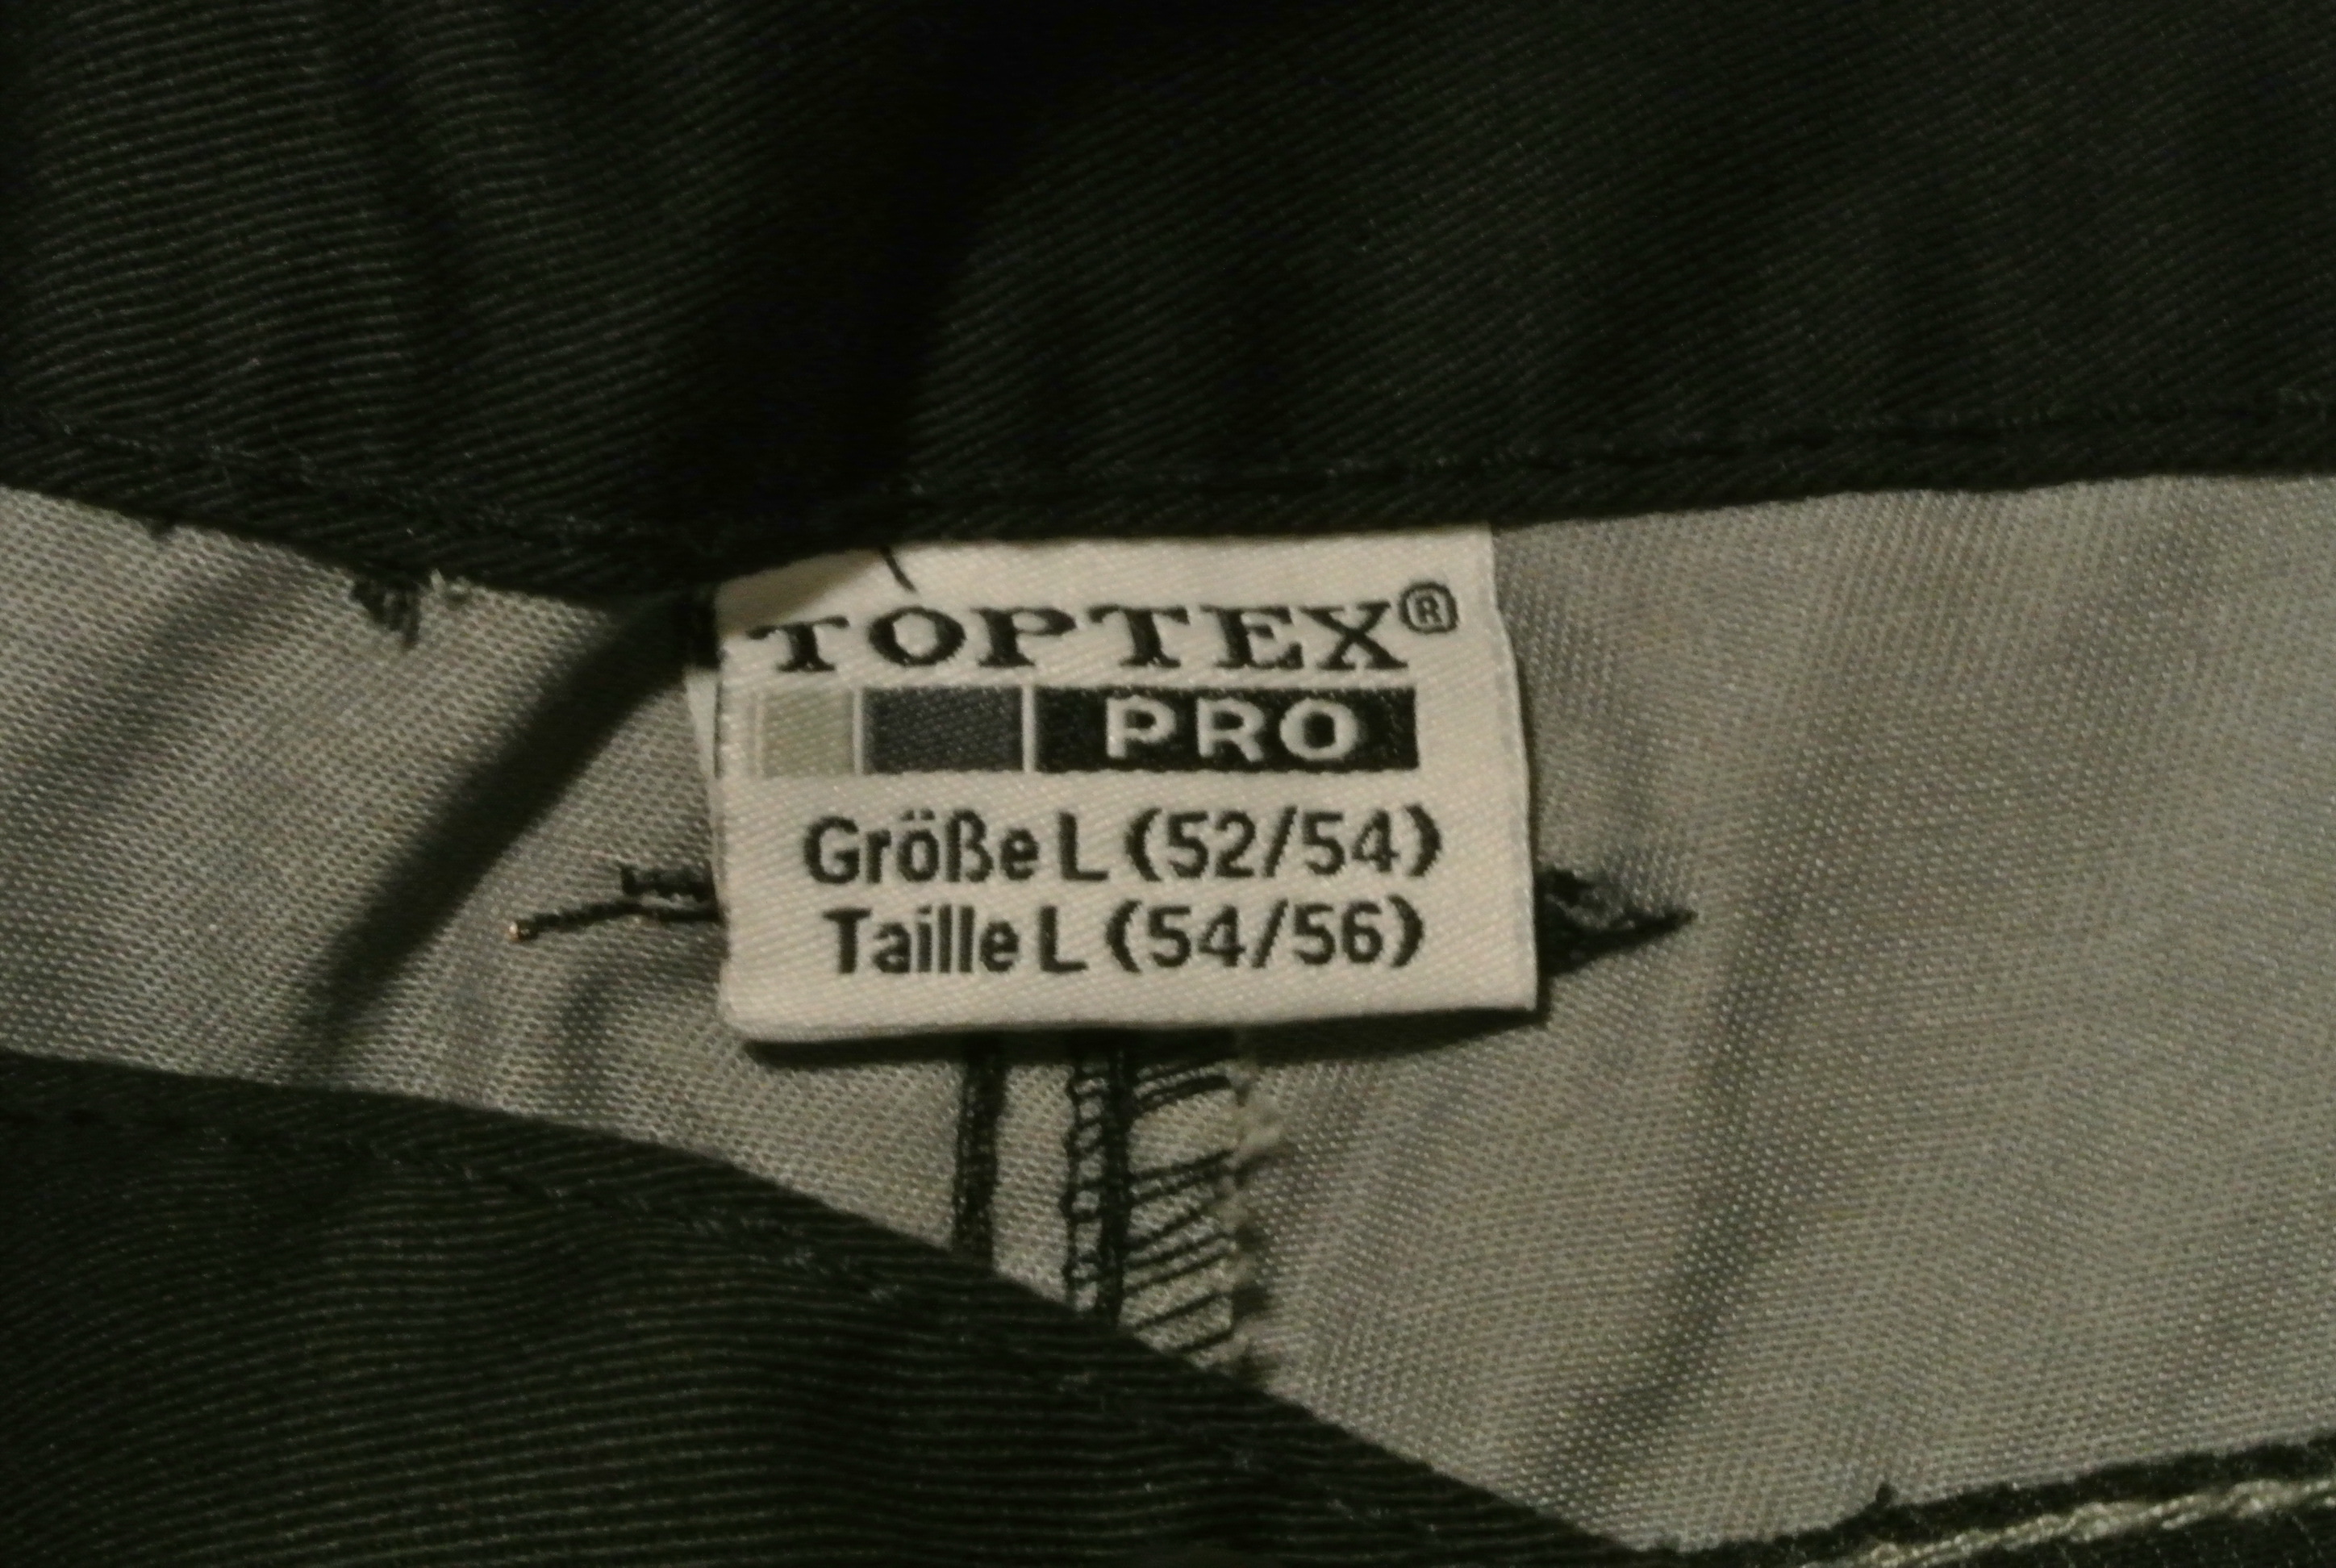 TOPTEX®
PRO
Größe L (52/54)
Taille L (54/56)